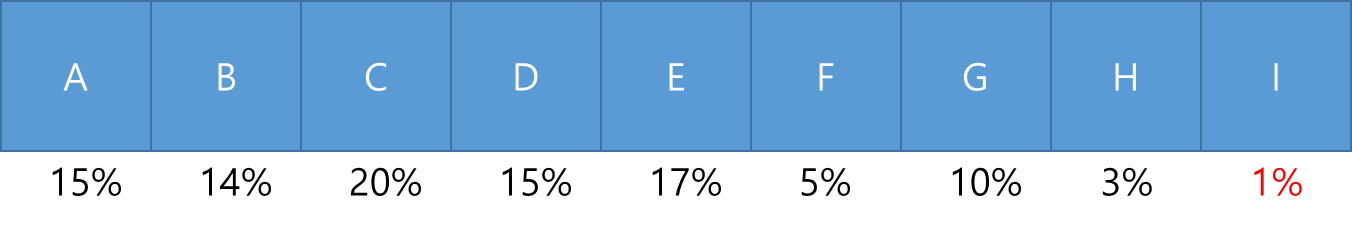 A B C D E F G H I
15% 14% 20% 15% 17% 5% 10% 3% 1%